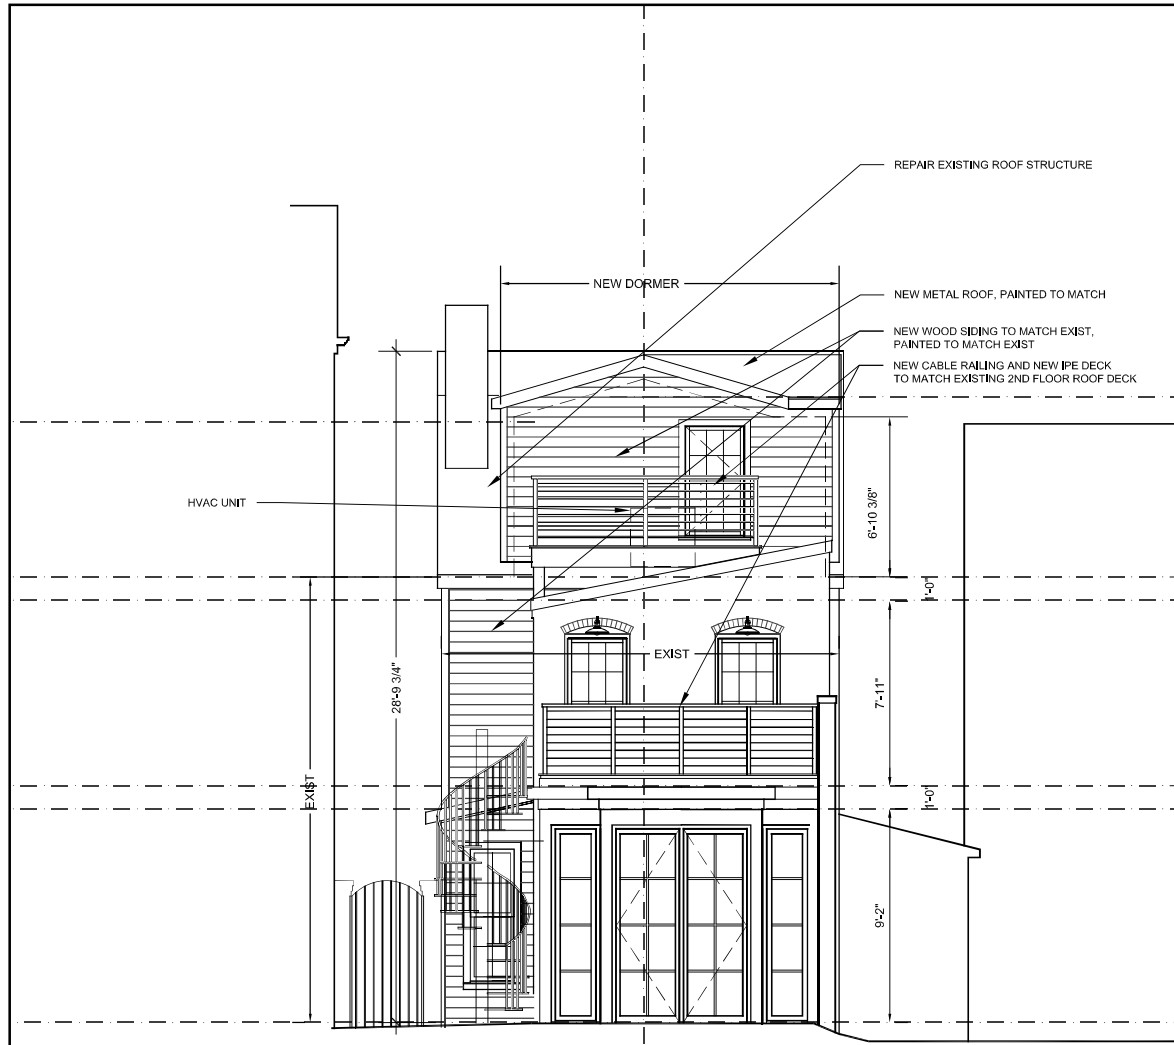 REPAIR EXISTING ROOF STRUCTURE
NEW DORMER
NEW METAL ROOF, PAINTED TO MATCH
NEW WOOD SIDING TO MATCH EXIST,
PAINTED TO MATCH EXIST
NEW CABLE RAILING AND NEW IPE DECK
TO MATCH EXISTING 2ND FLOOR ROOF DECK
HVAC UNIT
6'-10 3/8"
1'-0"
EXIST
28'-9 3/4"
7'-11"
EXIST
1'-0"
9'-2"